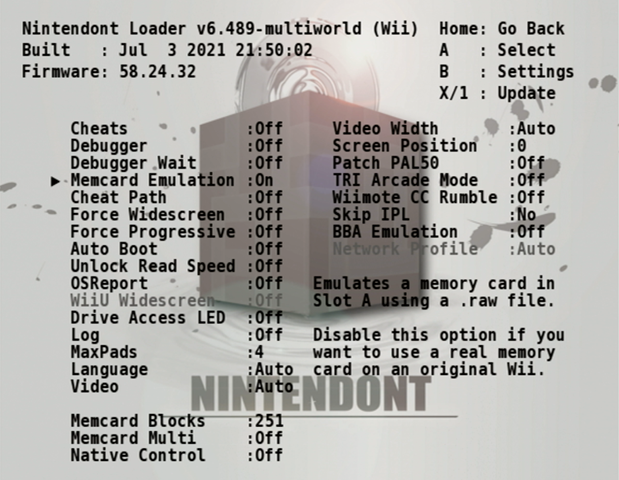 Nintendont Loader v6.489-multiworld (Wii) Home: Go Back
Built : Jul 3 2021 21:50:02 A : Select
Firmware: 58.24.32 B : Settings
X/1 : Update
Cheats :Off Video Width :Auto
Debugger :Off Screen Position :0
Debugger Wait :Off Patch PAL50 :Off
▶ Memcard Emulation :On TRI Arcade Mode :Off
Cheat Path :Off Wiimote CC Rumble :Off
Force Widescreen :Off Skip IPL :No
Force Progressive :Off BBA Emulation :Off
Auto Boot :Off Network Profile :Auto
Unlock Read Speed :Off
OSReport :Off Emulates a memory card in
WiiU Widescreen :Off Slot A using a .raw file.
Drive Access LED :Off
Log :Off Disable this option if you
MaxPads :4 want to use a real memory
Language :Auto card on an original Wii.
Video :Auto
NINTENDONT
Memcard Blocks :251
Memcard Multi :Off
Native Control :Off